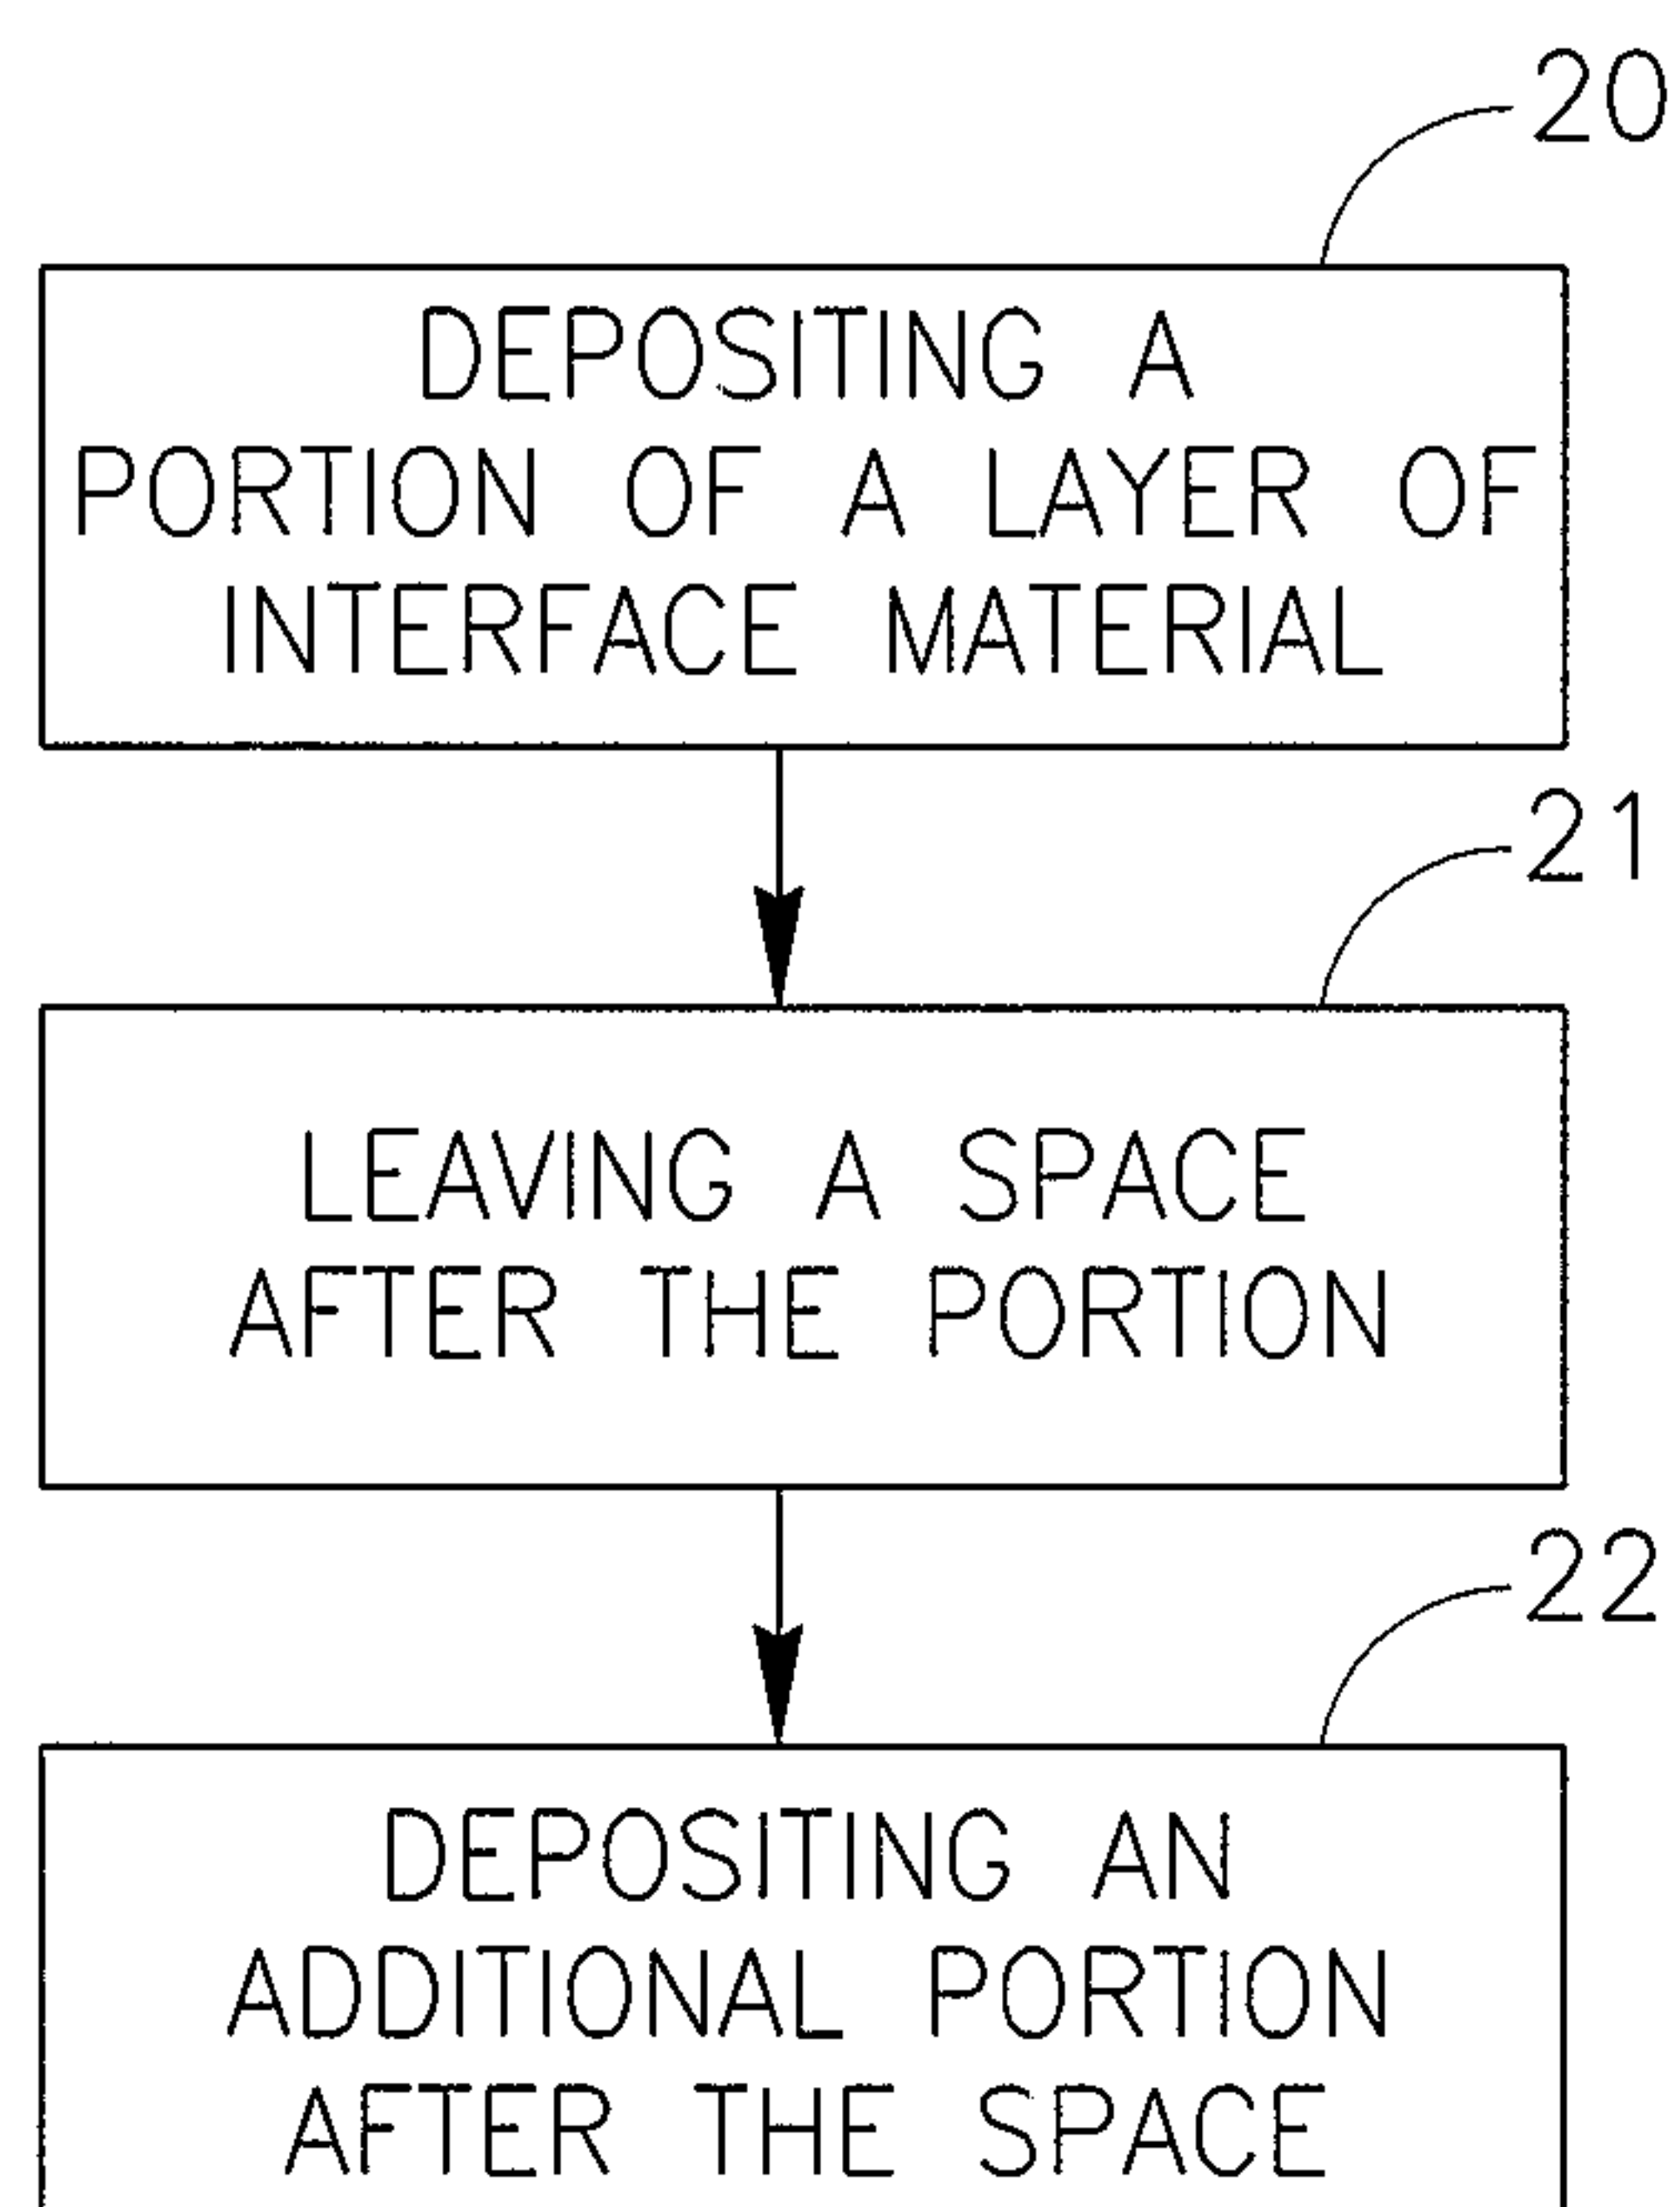 20
DEPOSITING A
PORTION OF A LAYER OF
INTERFACE MATERIAL
21
LEAVING A SPACE
AFTER THE PORTION
22
DEPOSITING AN
ADDITIONAL PORTION
AFTER THE SPACE